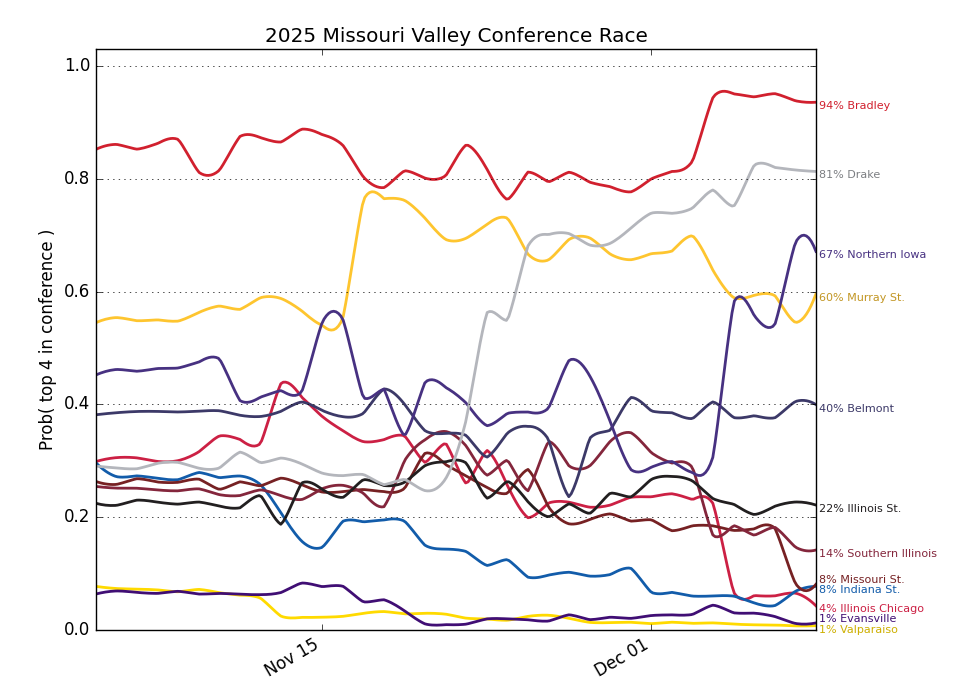 2025 Missouri Valley Conference Race
Prob( top 4 in conference )
1.0
0.8
0.6
0.4
0.2
0.0
Nov 15
Dec 01
94% Bradley
81% Drake
67% Northern Iowa
60% Murray St.
40% Belmont
22% Illinois St.
14% Southern Illinois
8% Missouri St.
8% Indiana St.
4% Illinois Chicago
1% Evansville
1% Valparaiso